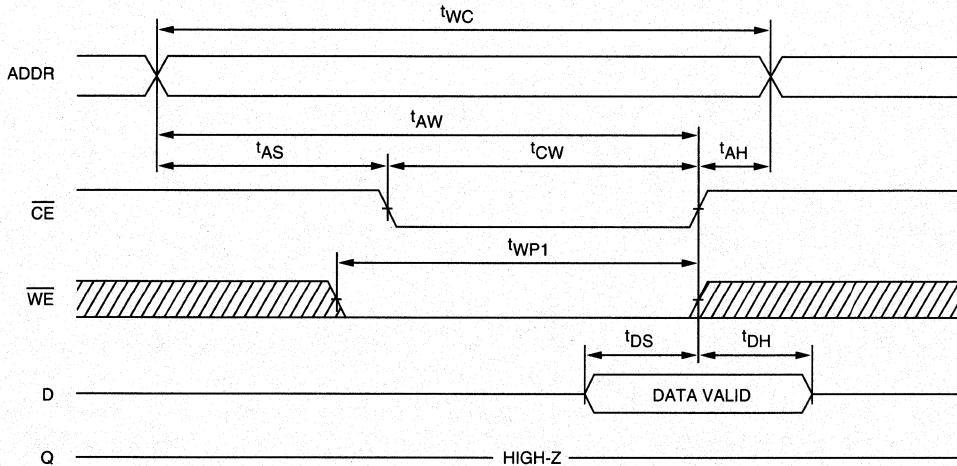 tWC
ADDR
tAW
tAS tCW tAH
CE
tWP1
WE
tDS tDH
D DATA VALID
Q HIGH-Z